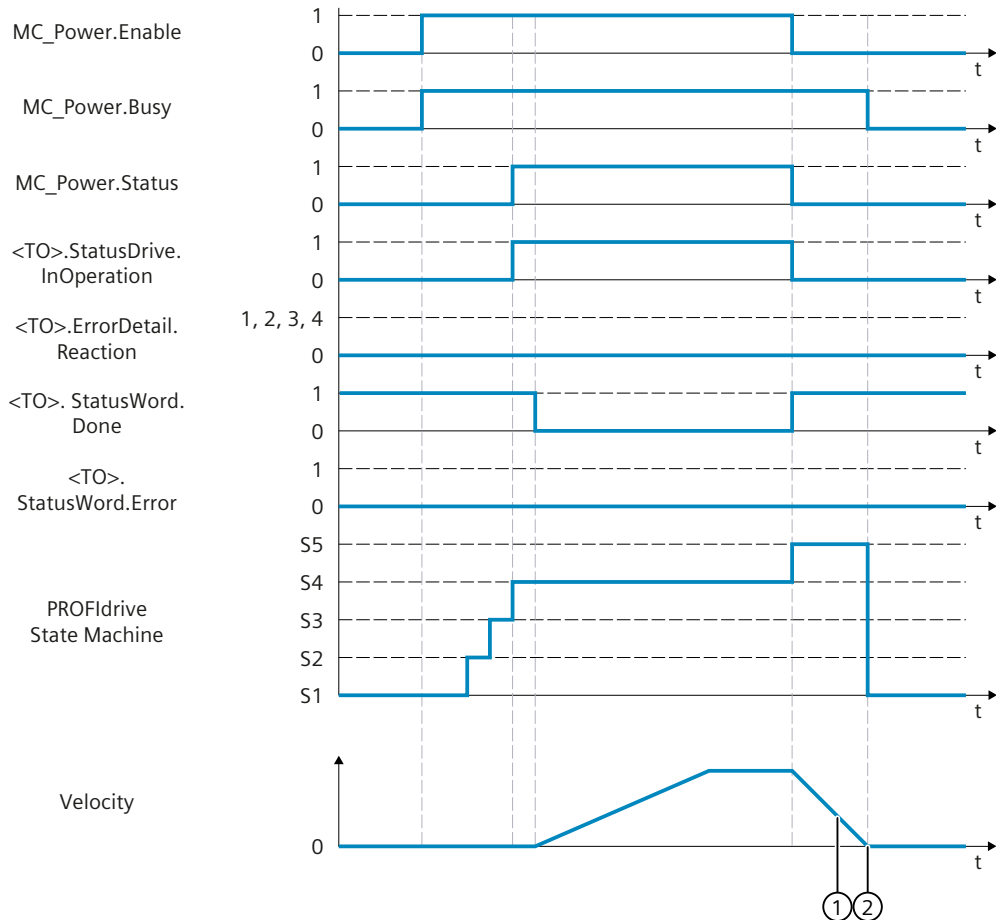 MC_Power.Enable
1
0
t
MC_Power.Busy
1
0
t
MC_Power.Status
1
0
t
<TO>.StatusDrive.
InOperation
1
0
t
<TO>.ErrorDetail.
Reaction
1, 2, 3, 4
0
t
<TO>. StatusWord.
Done
1
0
t
<TO>.
StatusWord.Error
1
0
t
PROFIdrive
State Machine
S5
S4
S3
S2
S1
t
Velocity
0
t
1 2